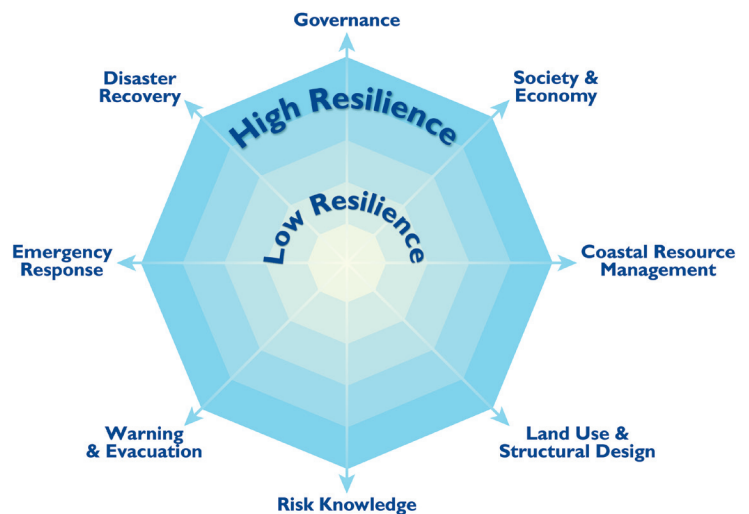 Governance
Disaster
Recovery
Society &
Economy
High Resilience
Low Resilience
Emergency
Response
Coastal Resource
Management
Warning
& Evacuation
Land Use &
Structural Design
Risk Knowledge